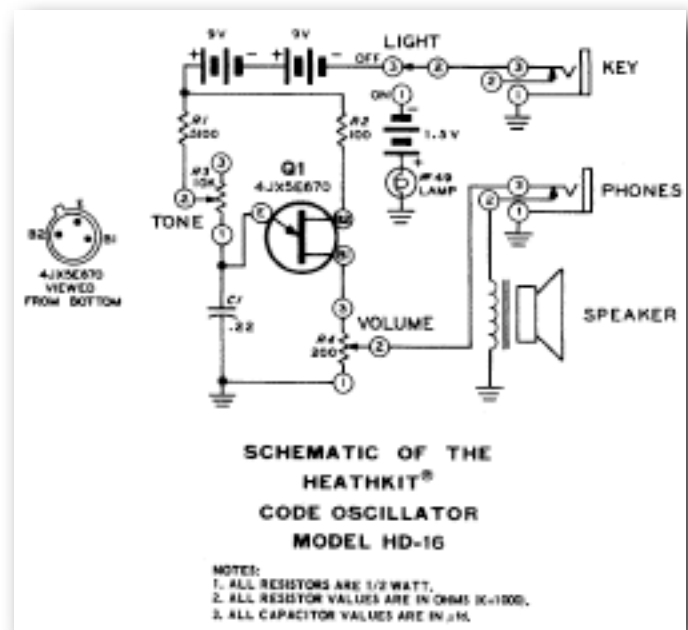 9V
9V
LIGHT
OFF
3
2
3
2
1
KEY
ON
1
1.5V
#49
LAMP
R1
5100
R2
100
R3
10K
3
2
TONE
1
Q1
4JX5E670
E
B2
B1
E
B2
B1
4JX5E670
VIEWED
FROM BOTTOM
C1
.22
3
VOLUME
R4
200
2
1
3
2
1
PHONES
SPEAKER
SCHEMATIC OF THE
HEATHKIT®
CODE OSCILLATOR
MODEL HD-16
NOTES:
1. ALL RESISTORS ARE 1/2 WATT.
2. ALL RESISTOR VALUES ARE IN OHMS (K=1000).
3. ALL CAPACITOR VALUES ARE IN